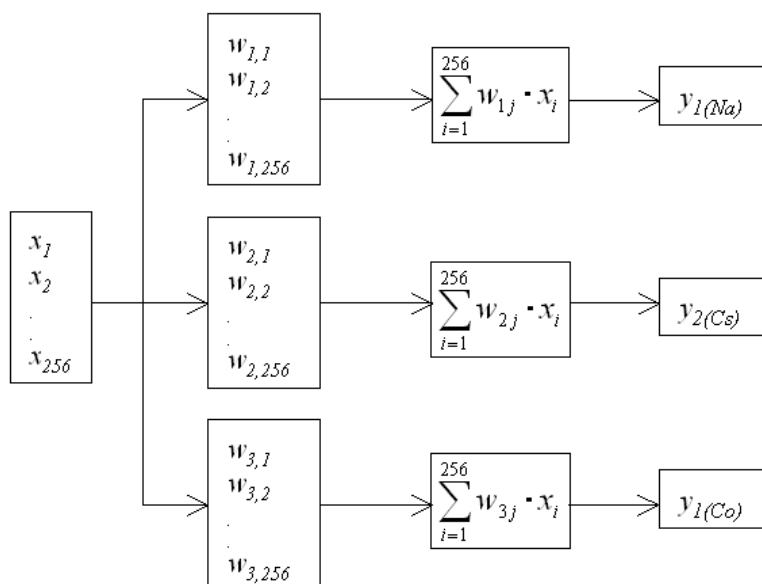 x1
x2
.
.
x256
w1,1
w1,2
.
.
w1,256
256
∑ w1j · xi
i=1
y1(Na)
w2,1
w2,2
.
.
w2,256
256
∑ w2j · xi
i=1
y2(Cs)
w3,1
w3,2
.
.
w3,256
256
∑ w3j · xi
i=1
y1(Co)